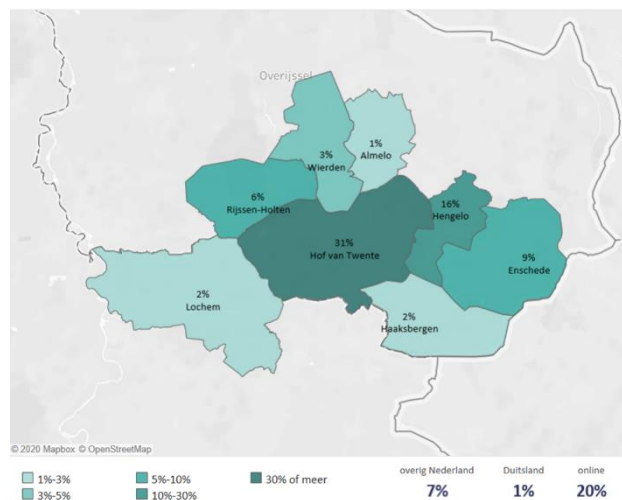 Overijssel
1%
Almelo
3%
Wierden
6%
Rijssen-Holten
16%
Hengelo
31%
Hof van Twente
9%
Enschede
2%
Lochem
2%
Haaksbergen
© 2020 Mapbox © OpenStreetMap
1%-3%
3%-5%
5%-10%
10%-30%
30% of meer
overig Nederland
7%
Duitsland
1%
online
20%